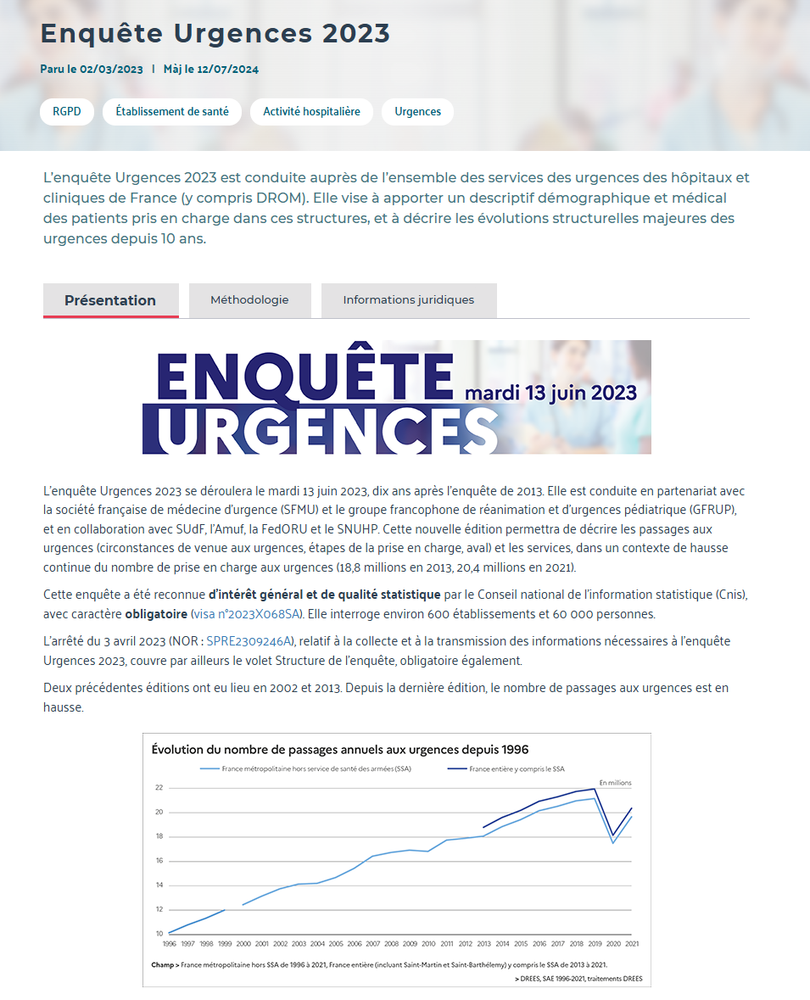 Enquête Urgences 2023
Paru le 02/03/2023 | Màj le 12/07/2024
RGPD Établissement de santé Activité hospitalière Urgences
L’enquête Urgences 2023 est conduite auprès de l’ensemble des services des urgences des hôpitaux et
cliniques de France (y compris DROM). Elle vise à apporter un descriptif démographique et médical
des patients pris en charge dans ces structures, et à décrire les évolutions structurelles majeures des
urgences depuis 10 ans.
Présentation Méthodologie Informations juridiques
ENQUÊTE
mardi 13 juin 2023
URGENCES
L’enquête Urgences 2023 se déroulera le mardi 13 juin 2023, dix ans après l’enquête de 2013. Elle est conduite en partenariat avec
la société française de médecine d’urgence (SFMU) et le groupe francophone de réanimation et d’urgences pédiatrique (GFRUP),
et en collaboration avec SUdF, l’Amuf, la FedORU et le SNUHP. Cette nouvelle édition permettra de décrire les passages aux
urgences (circonstances de venue aux urgences, étapes de la prise en charge, aval) et les services, dans un contexte de hausse
continue du nombre de prise en charge aux urgences (18,8 millions en 2013, 20,4 millions en 2021).
Cette enquête a été reconnue d’intérêt général et de qualité statistique par le Conseil national de l’information statistique (Cnis),
avec caractère obligatoire (visa n°2023X068SA). Elle interroge environ 600 établissements et 60 000 personnes.
L’arrêté du 3 avril 2023 (NOR : SPRE2309246A), relatif à la collecte et à la transmission des informations nécessaires à l’enquête
Urgences 2023, couvre par ailleurs le volet Structure de l’enquête, obligatoire également.
Deux précédentes éditions ont eu lieu en 2002 et 2013. Depuis la dernière édition, le nombre de passages aux urgences est en
hausse.
Évolution du nombre de passages annuels aux urgences depuis 1996
France métropolitaine hors service de santé des armées (SSA) France entière y compris le SSA
En millions
22
20
18
16
14
12
10
1996 1997 1998 1999 2000 2001 2002 2003 2004 2005 2006 2007 2008 2009 2010 2011 2012 2013 2014 2015 2016 2017 2018 2019 2020 2021
Champ > France métropolitaine hors SSA de 1996 à 2021, France entière (incluant Saint-Martin et Saint-Barthélemy) y compris le SSA de 2013 à 2021.
> DREES, SAE 1996-2021, traitements DREES